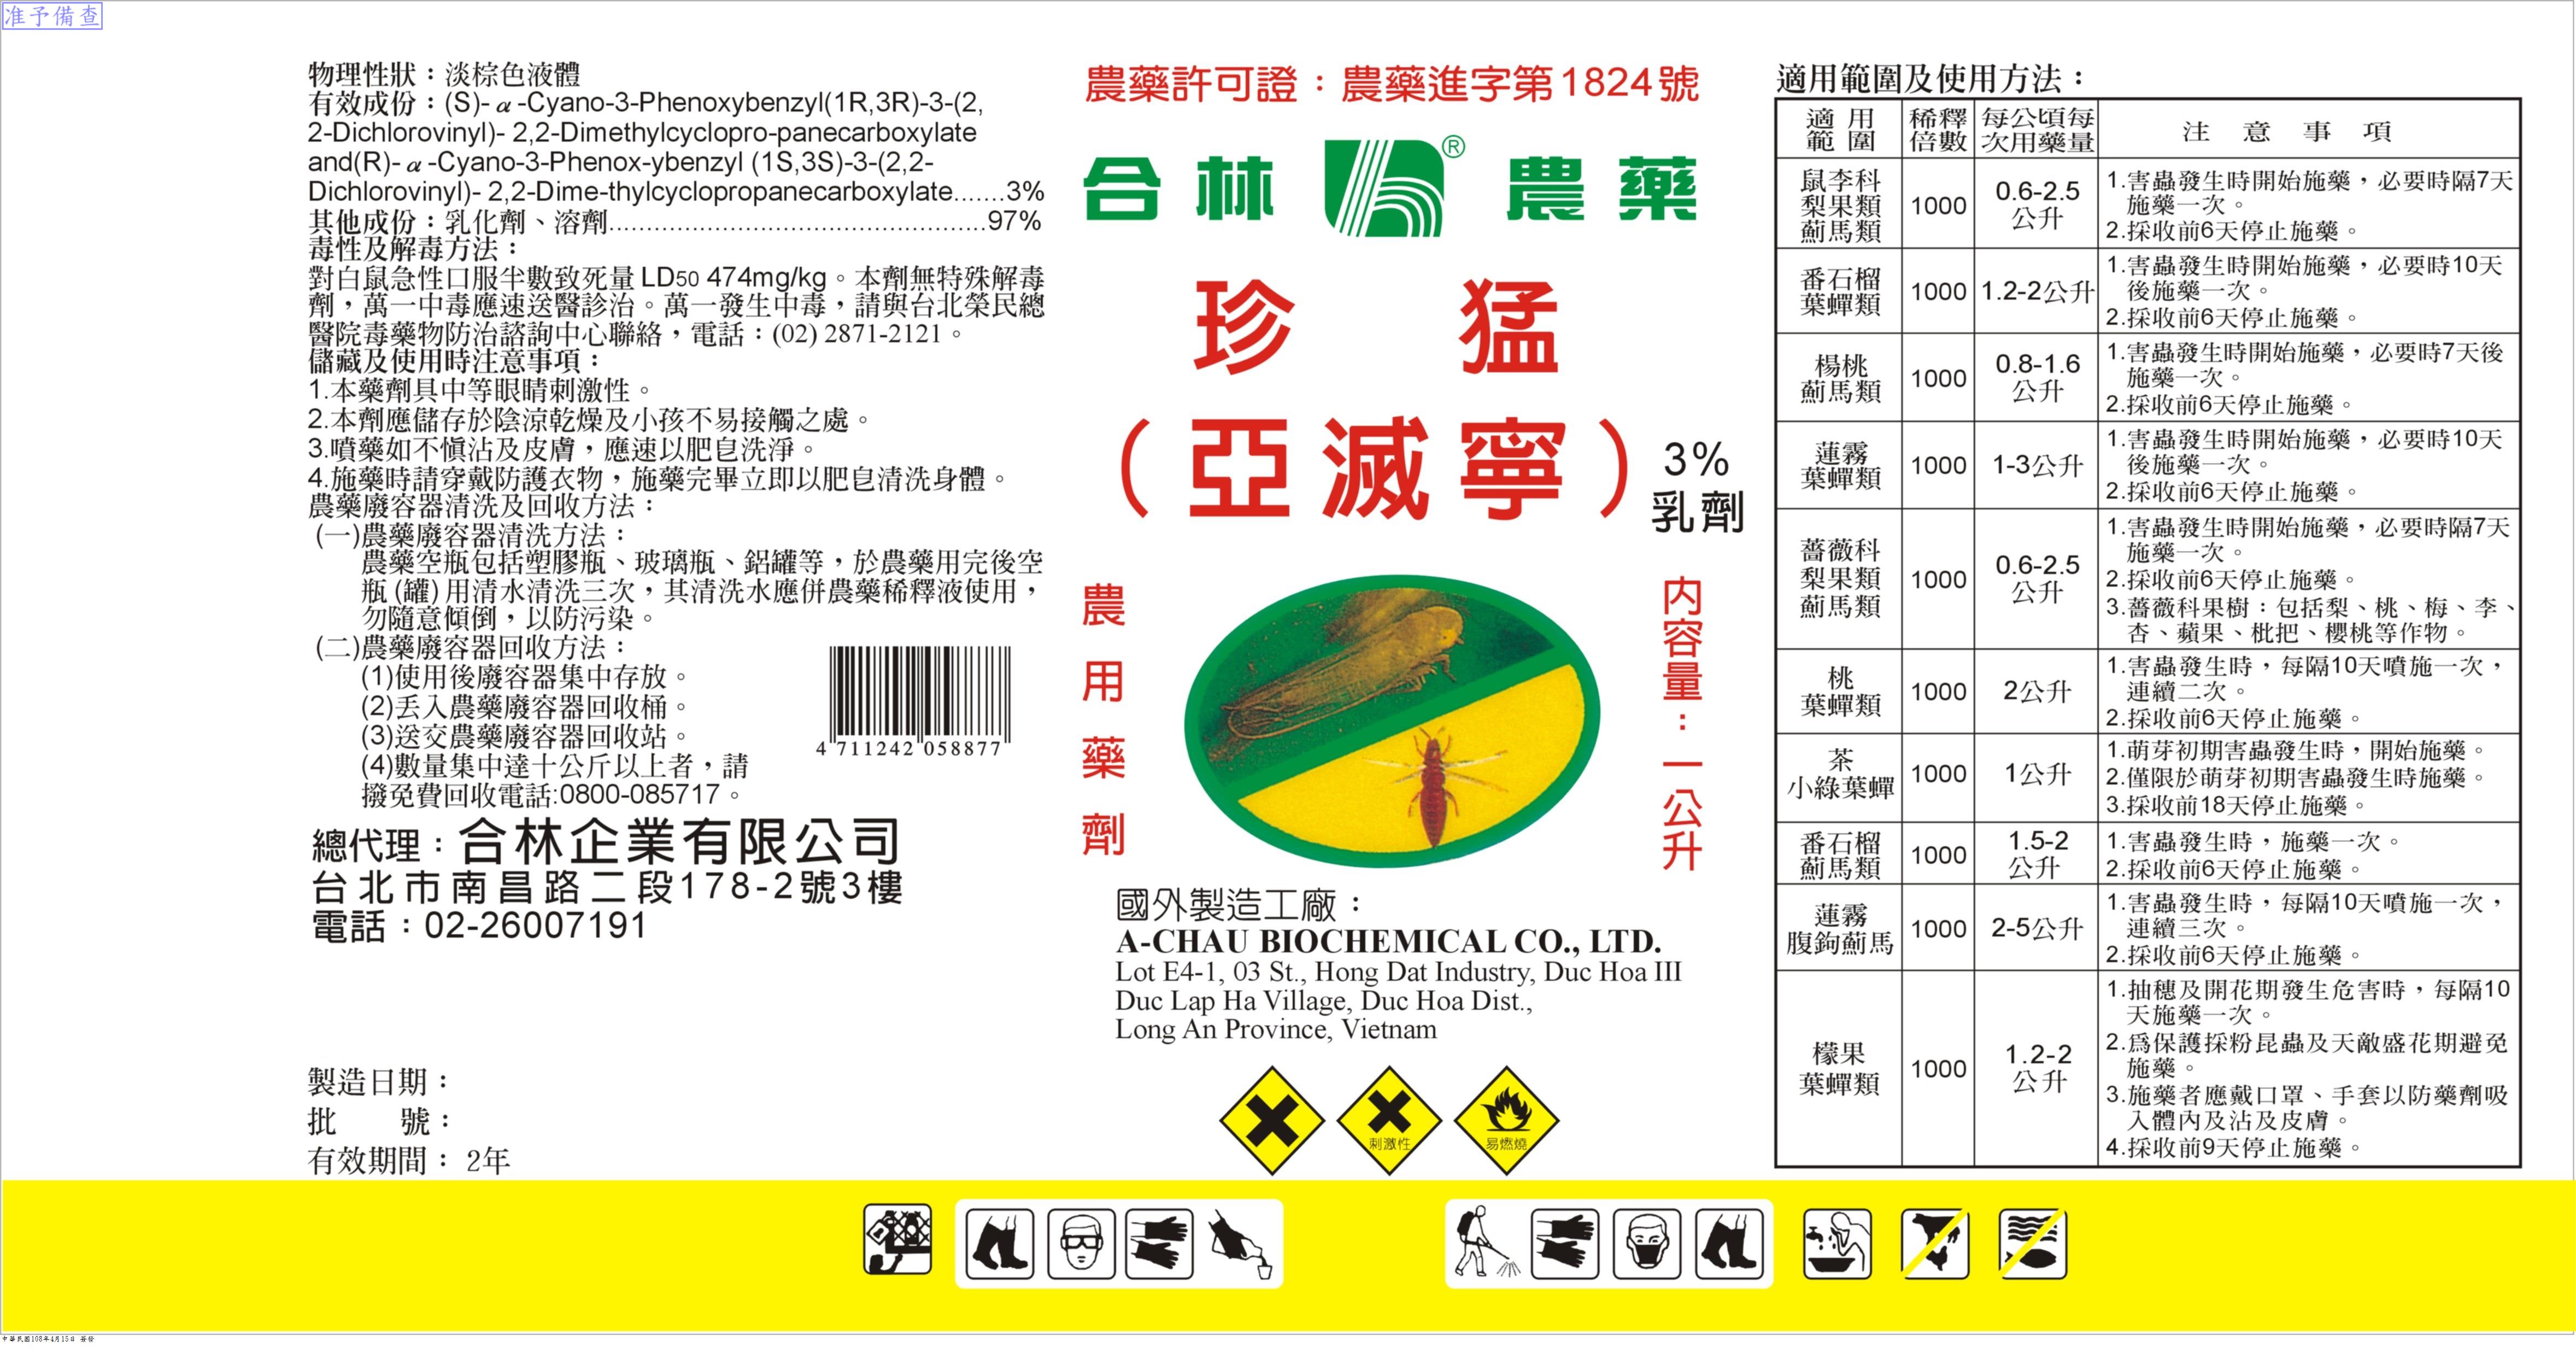 准予備查
物理性狀：淡棕色液體
有效成份：(S)-α-Cyano-3-Phenoxybenzyl(1R,3R)-3-(2,
2-Dichlorovinyl)- 2,2-Dimethylcyclopro-panecarboxylate
and(R)-α-Cyano-3-Phenox-ybenzyl (1S,3S)-3-(2,2-
Dichlorovinyl)- 2,2-Dime-thylcyclopropanecarboxylate.......3%
其他成份：乳化劑、溶劑..................................................97%
毒性及解毒方法：
對白鼠急性口服半數致死量LD50 474mg/kg。本劑無特殊解毒
劑，萬一中毒應速送醫診治。萬一發生中毒，請與台北榮民總
醫院毒藥物防治諮詢中心聯絡，電話：(02) 2871-2121。
儲藏及使用時注意事項：
1.本藥劑具中等眼睛刺激性。
2.本劑應儲存於陰涼乾燥及小孩不易接觸之處。
3.噴藥如不慎沾及皮膚，應速以肥皂洗淨。
4.施藥時請穿戴防護衣物，施藥完畢立即以肥皂清洗身體。
農藥廢容器清洗及回收方法：
(一)農藥廢容器清洗方法：
農藥空瓶包括塑膠瓶、玻璃瓶、鋁罐等，於農藥用完後空
瓶(罐)用清水清洗三次，其清洗水應併農藥稀釋液使用，
勿隨意傾倒，以防污染。
(二)農藥廢容器回收方法：
(1)使用後廢容器集中存放。
(2)丟入農藥廢容器回收桶。
(3)送交農藥廢容器回收站。
(4)數量集中達十公斤以上者，請
撥免費回收電話:0800-085717。
4 711242 058877
總代理：合林企業有限公司
台北市南昌路二段178-2號3樓
電話：02-26007191
製造日期：
批　　號：
有效期間： 2年
農藥許可證：農藥進字第1824號
合林 ® 農藥
珍猛
(亞滅寧) 3%
乳劑
農用藥劑
內容量：一公升
國外製造工廠：
A-CHAU BIOCHEMICAL CO., LTD.
Lot E4-1, 03 St., Hong Dat Industry, Duc Hoa III
Duc Lap Ha Village, Duc Hoa Dist.,
Long An Province, Vietnam
刺激性
易燃燒
適用範圍及使用方法：
適用範圍 稀釋倍數 每公頃每次用藥量 注意事項
鼠李科
梨果類
薊馬類
1000
0.6-2.5
公升
1.害蟲發生時開始施藥，必要時隔7天
施藥一次。
2.採收前6天停止施藥。
番石榴
葉蟬類
1000
1.2-2公升
1.害蟲發生時開始施藥，必要時10天
後施藥一次。
2.採收前6天停止施藥。
楊桃
薊馬類
1000
0.8-1.6
公升
1.害蟲發生時開始施藥，必要時7天後
施藥一次。
2.採收前6天停止施藥。
蓮霧
葉蟬類
1000
1-3公升
1.害蟲發生時開始施藥，必要時10天
後施藥一次。
2.採收前6天停止施藥。
薔薇科
梨果類
薊馬類
1000
0.6-2.5
公升
1.害蟲發生時開始施藥，必要時隔7天
施藥一次。
2.採收前6天停止施藥。
3.薔薇科果樹：包括梨、桃、梅、李、
杏、蘋果、枇把、櫻桃等作物。
桃
葉蟬類
1000
2公升
1.害蟲發生時，每隔10天噴施一次，
連續二次。
2.採收前6天停止施藥。
茶
小綠葉蟬
1000
1公升
1.萌芽初期害蟲發生時，開始施藥。
2.僅限於萌芽初期害蟲發生時施藥。
3.採收前18天停止施藥。
番石榴
薊馬類
1000
1.5-2
公升
1.害蟲發生時，施藥一次。
2.採收前6天停止施藥。
蓮霧
腹鉤薊馬
1000
2-5公升
1.害蟲發生時，每隔10天噴施一次，
連續三次。
2.採收前6天停止施藥。
檬果
葉蟬類
1000
1.2-2
公升
1.抽穗及開花期發生危害時，每隔10
天施藥一次。
2.為保護採粉昆蟲及天敵盛花期避免
施藥。
3.施藥者應戴口罩、手套以防藥劑吸
入體內及沾及皮膚。
4.採收前9天停止施藥。
中華民國108年4月15日 簽發